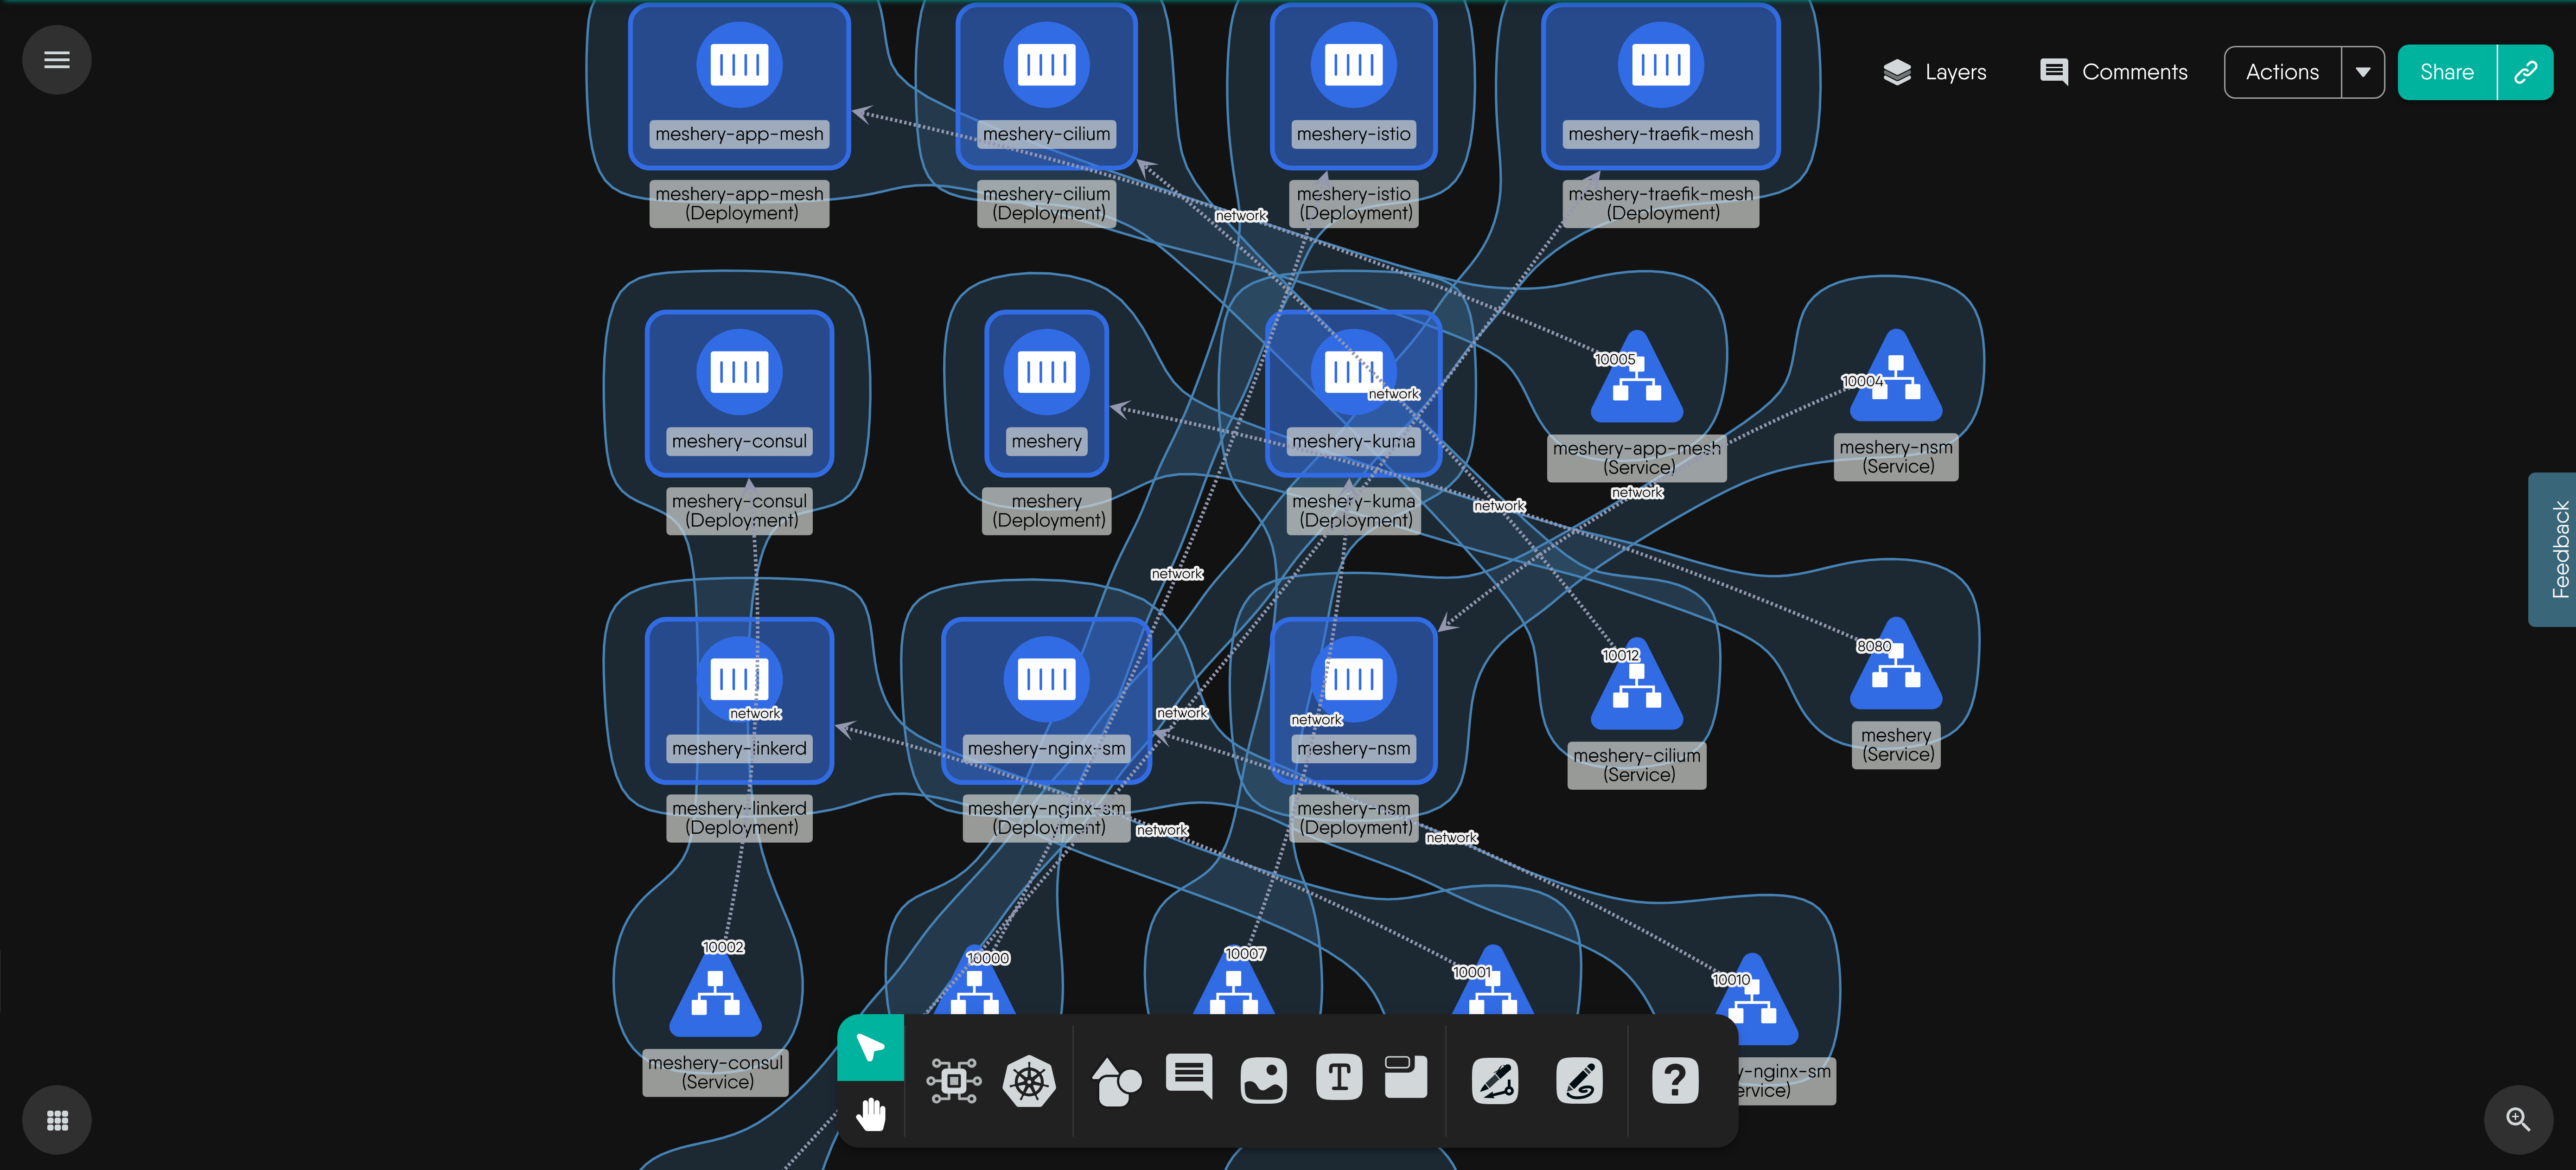 Layers
Comments
Actions
Share
meshery-app-mesh
meshery-cilium
meshery-istio
meshery-traefik-mesh
meshery-app-mesh
(Deployment)
meshery-cilium
(Deployment)
meshery-istio
(Deployment)
meshery-traefik-mesh
(Deployment)
network
10005
10004
network
meshery-consul
meshery
meshery-kuma
meshery-app-mesh
(Service)
meshery-nsm
(Service)
meshery-consul
(Deployment)
meshery
(Deployment)
meshery-kuma
(Deployment)
network
network
Feedback
network
10012
8080
network
network
network
meshery-linkerd
meshery-nginx-sm
meshery-nsm
meshery-cilium
(Service)
meshery
(Service)
meshery-linkerd
(Deployment)
meshery-nginx-sm
(Deployment)
meshery-nsm
(Deployment)
network
network
10002
10000
10007
10001
10010
meshery-consul
(Service)
y-nginx-sm
ervice)
T
?